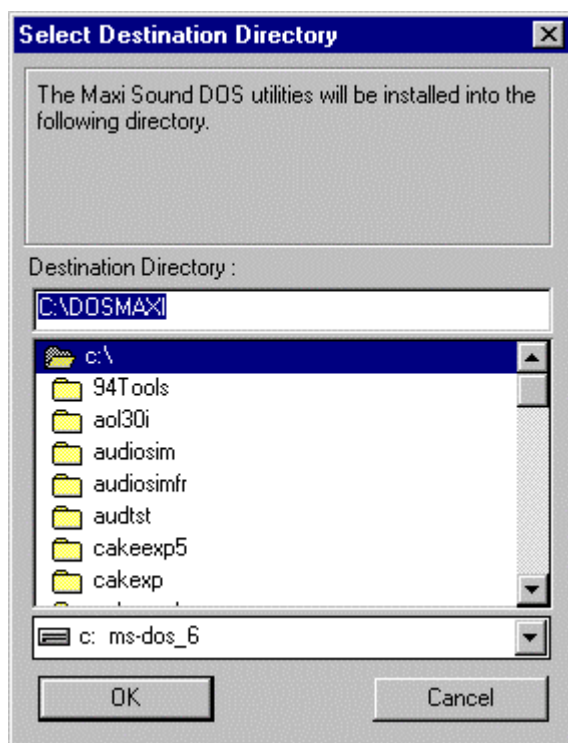 Select Destination Directory
The Maxi Sound DOS utilities will be installed into the
following directory.
Destination Directory :
C:\DOSMAXI
c:\
94Tools
aol30i
audiosim
audiosimfr
audtst
cakeexp5
cakexp
c: ms-dos_6
OK
Cancel